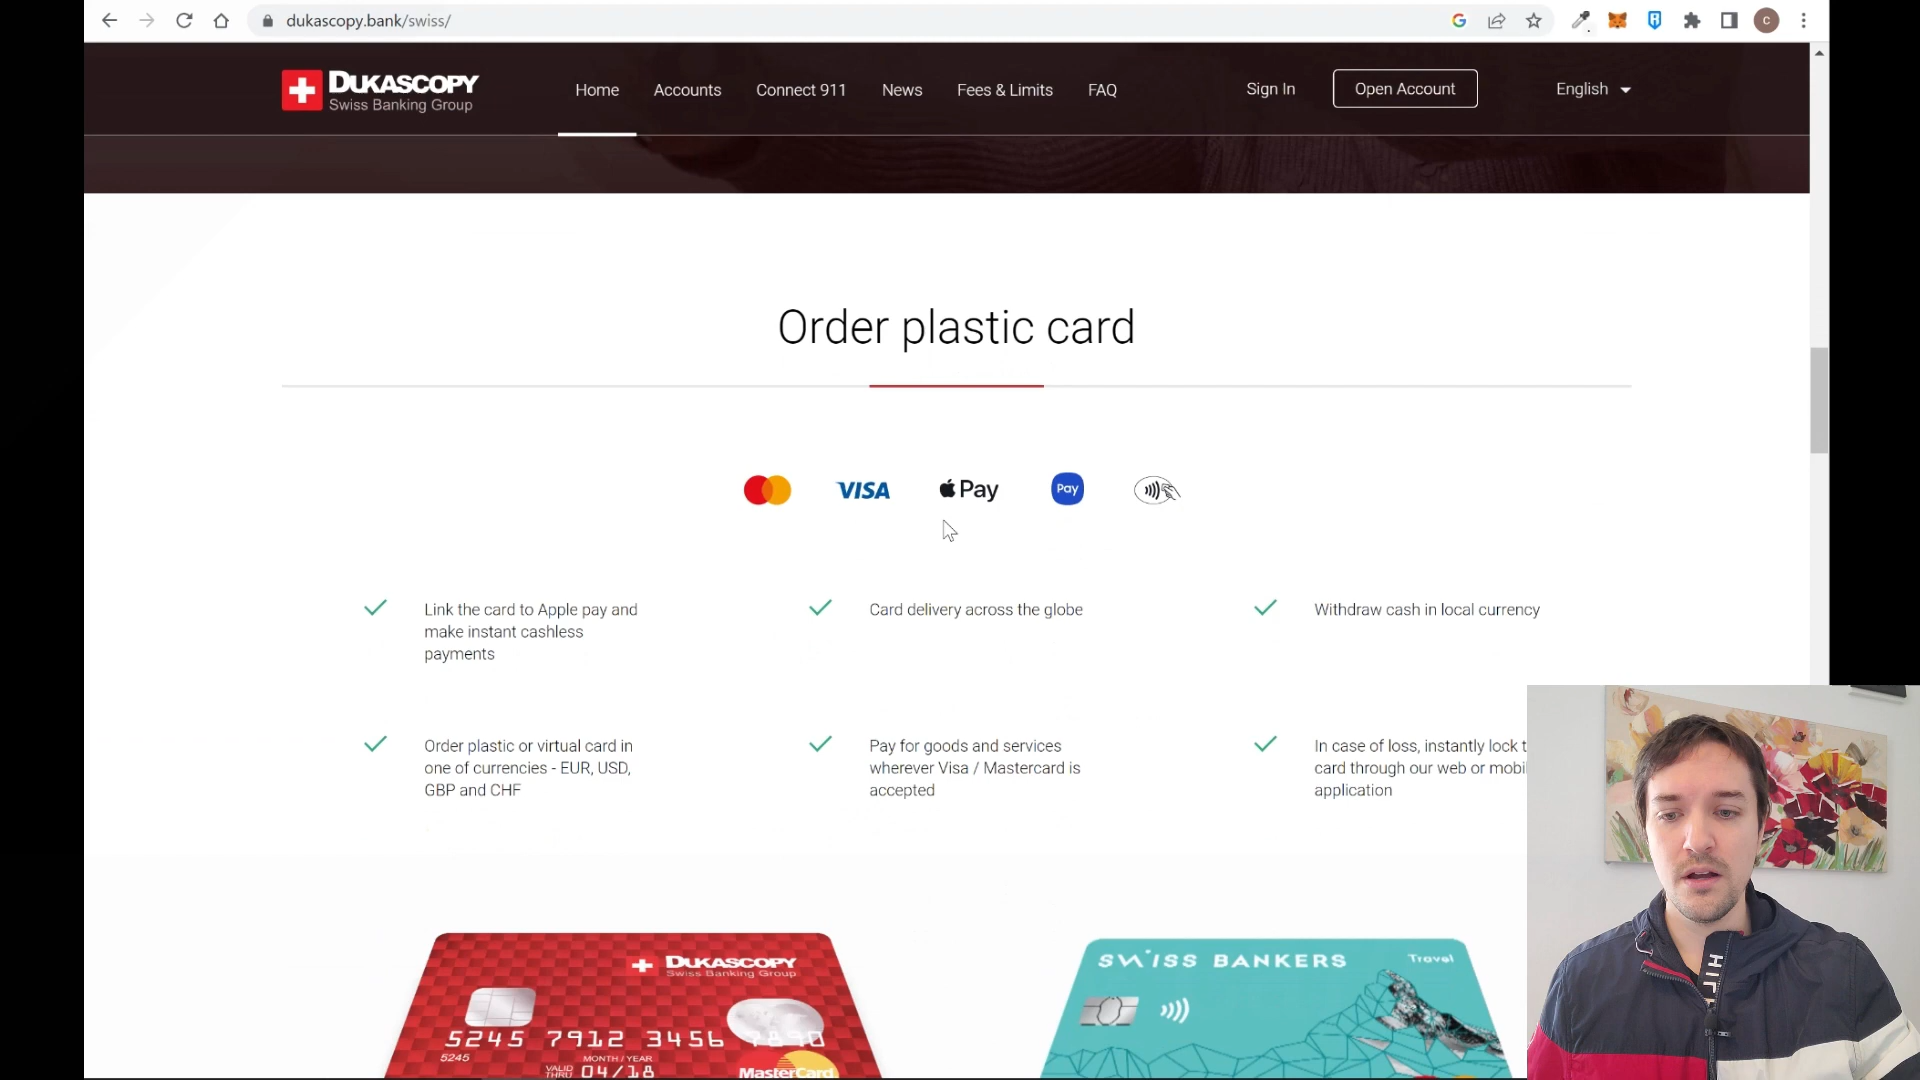 dukascopy.bank/swiss/
DUKASCOPY
Swiss Banking Group
Home
Accounts
Connect 911
News
Fees & Limits
FAQ
Sign In
Open Account
English
C
Order plastic card
VISA
Pay
Pay
Link the card to Apple pay and
make instant cashless
payments
Card delivery across the globe
Withdraw cash in local currency
Order plastic or virtual card in
one of currencies - EUR, USD,
GBP and CHF
Pay for goods and services
wherever Visa / Mastercard is
accepted
In case of loss, instantly lock t
card through our web or mobi
application
DUKASCOPY
Swiss Banking Group
5245 7912 3456 7890
5245
MONTH/YEAR
VALID
THRU
04/18
MasterCard
SWISS BANKERS
Travel